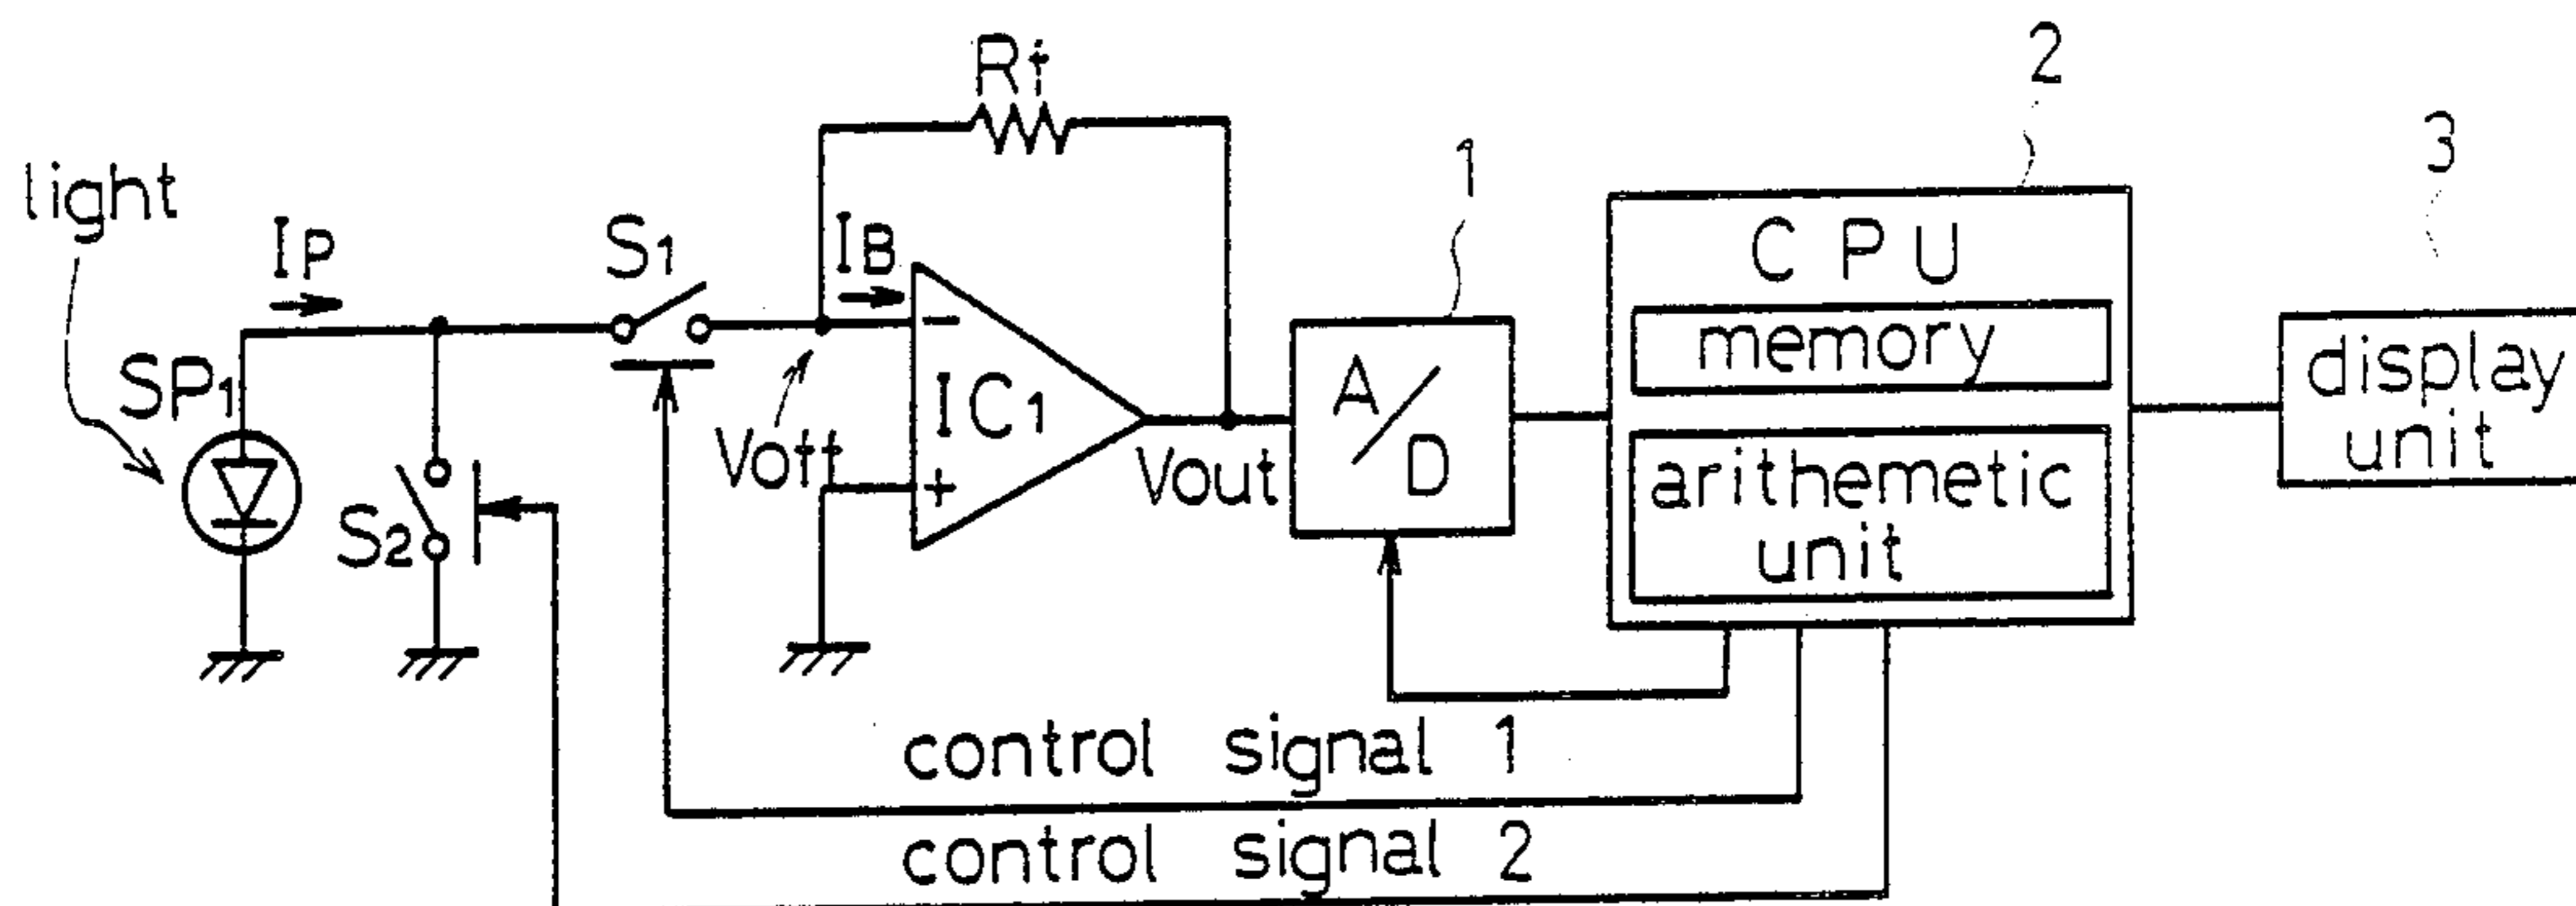 Rf
2
1
3
light
IP
S1
IB
CPU
memory
SP1
IC1
A/D
display
unit
Voff
Vout
arithemetic
unit
S2
-
+
control signal 1
control signal 2